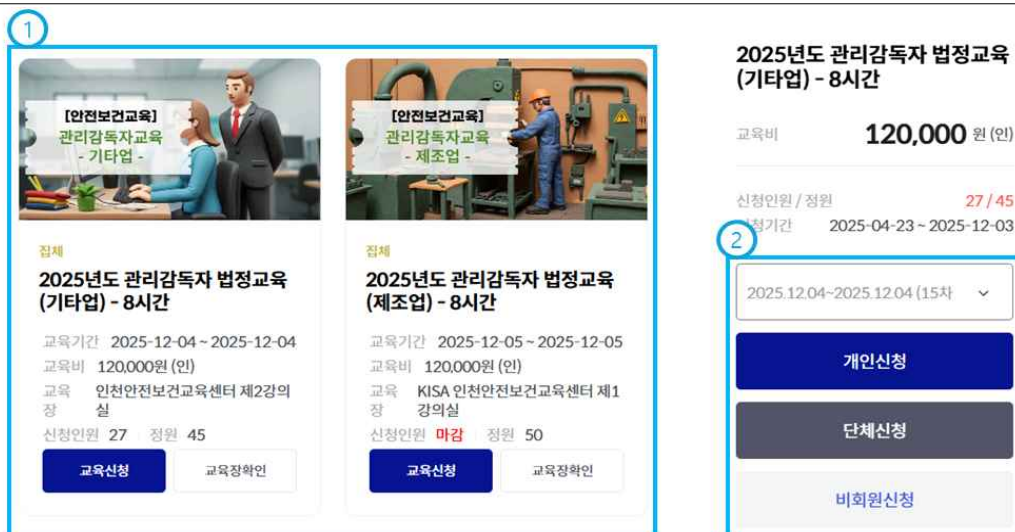 1
[안전보건교육]
관리감독자교육
- 기타업 -
집체
2025년도 관리감독자 법정교육
(기타업) - 8시간
교육기간 2025-12-04 ~ 2025-12-04
교육비 120,000원 (인)
교육장 인천안전보건교육센터 제2강의
실
신청인원 27 정원 45
교육신청 교육장확인
[안전보건교육]
관리감독자교육
- 제조업 -
집체
2025년도 관리감독자 법정교육
(제조업) - 8시간
교육기간 2025-12-05 ~ 2025-12-05
교육비 120,000원 (인)
교육장 KISA 인천안전보건교육센터 제1
강의실
신청인원 마감 정원 50
교육신청 교육장확인
2025년도 관리감독자 법정교육
(기타업) - 8시간
교육비 120,000 원 (인)
신청인원 / 정원 27 / 45
청기간 2025-04-23 ~ 2025-12-03
2
2025.12.04~2025.12.04 (15차
개인신청
단체신청
비회원신청